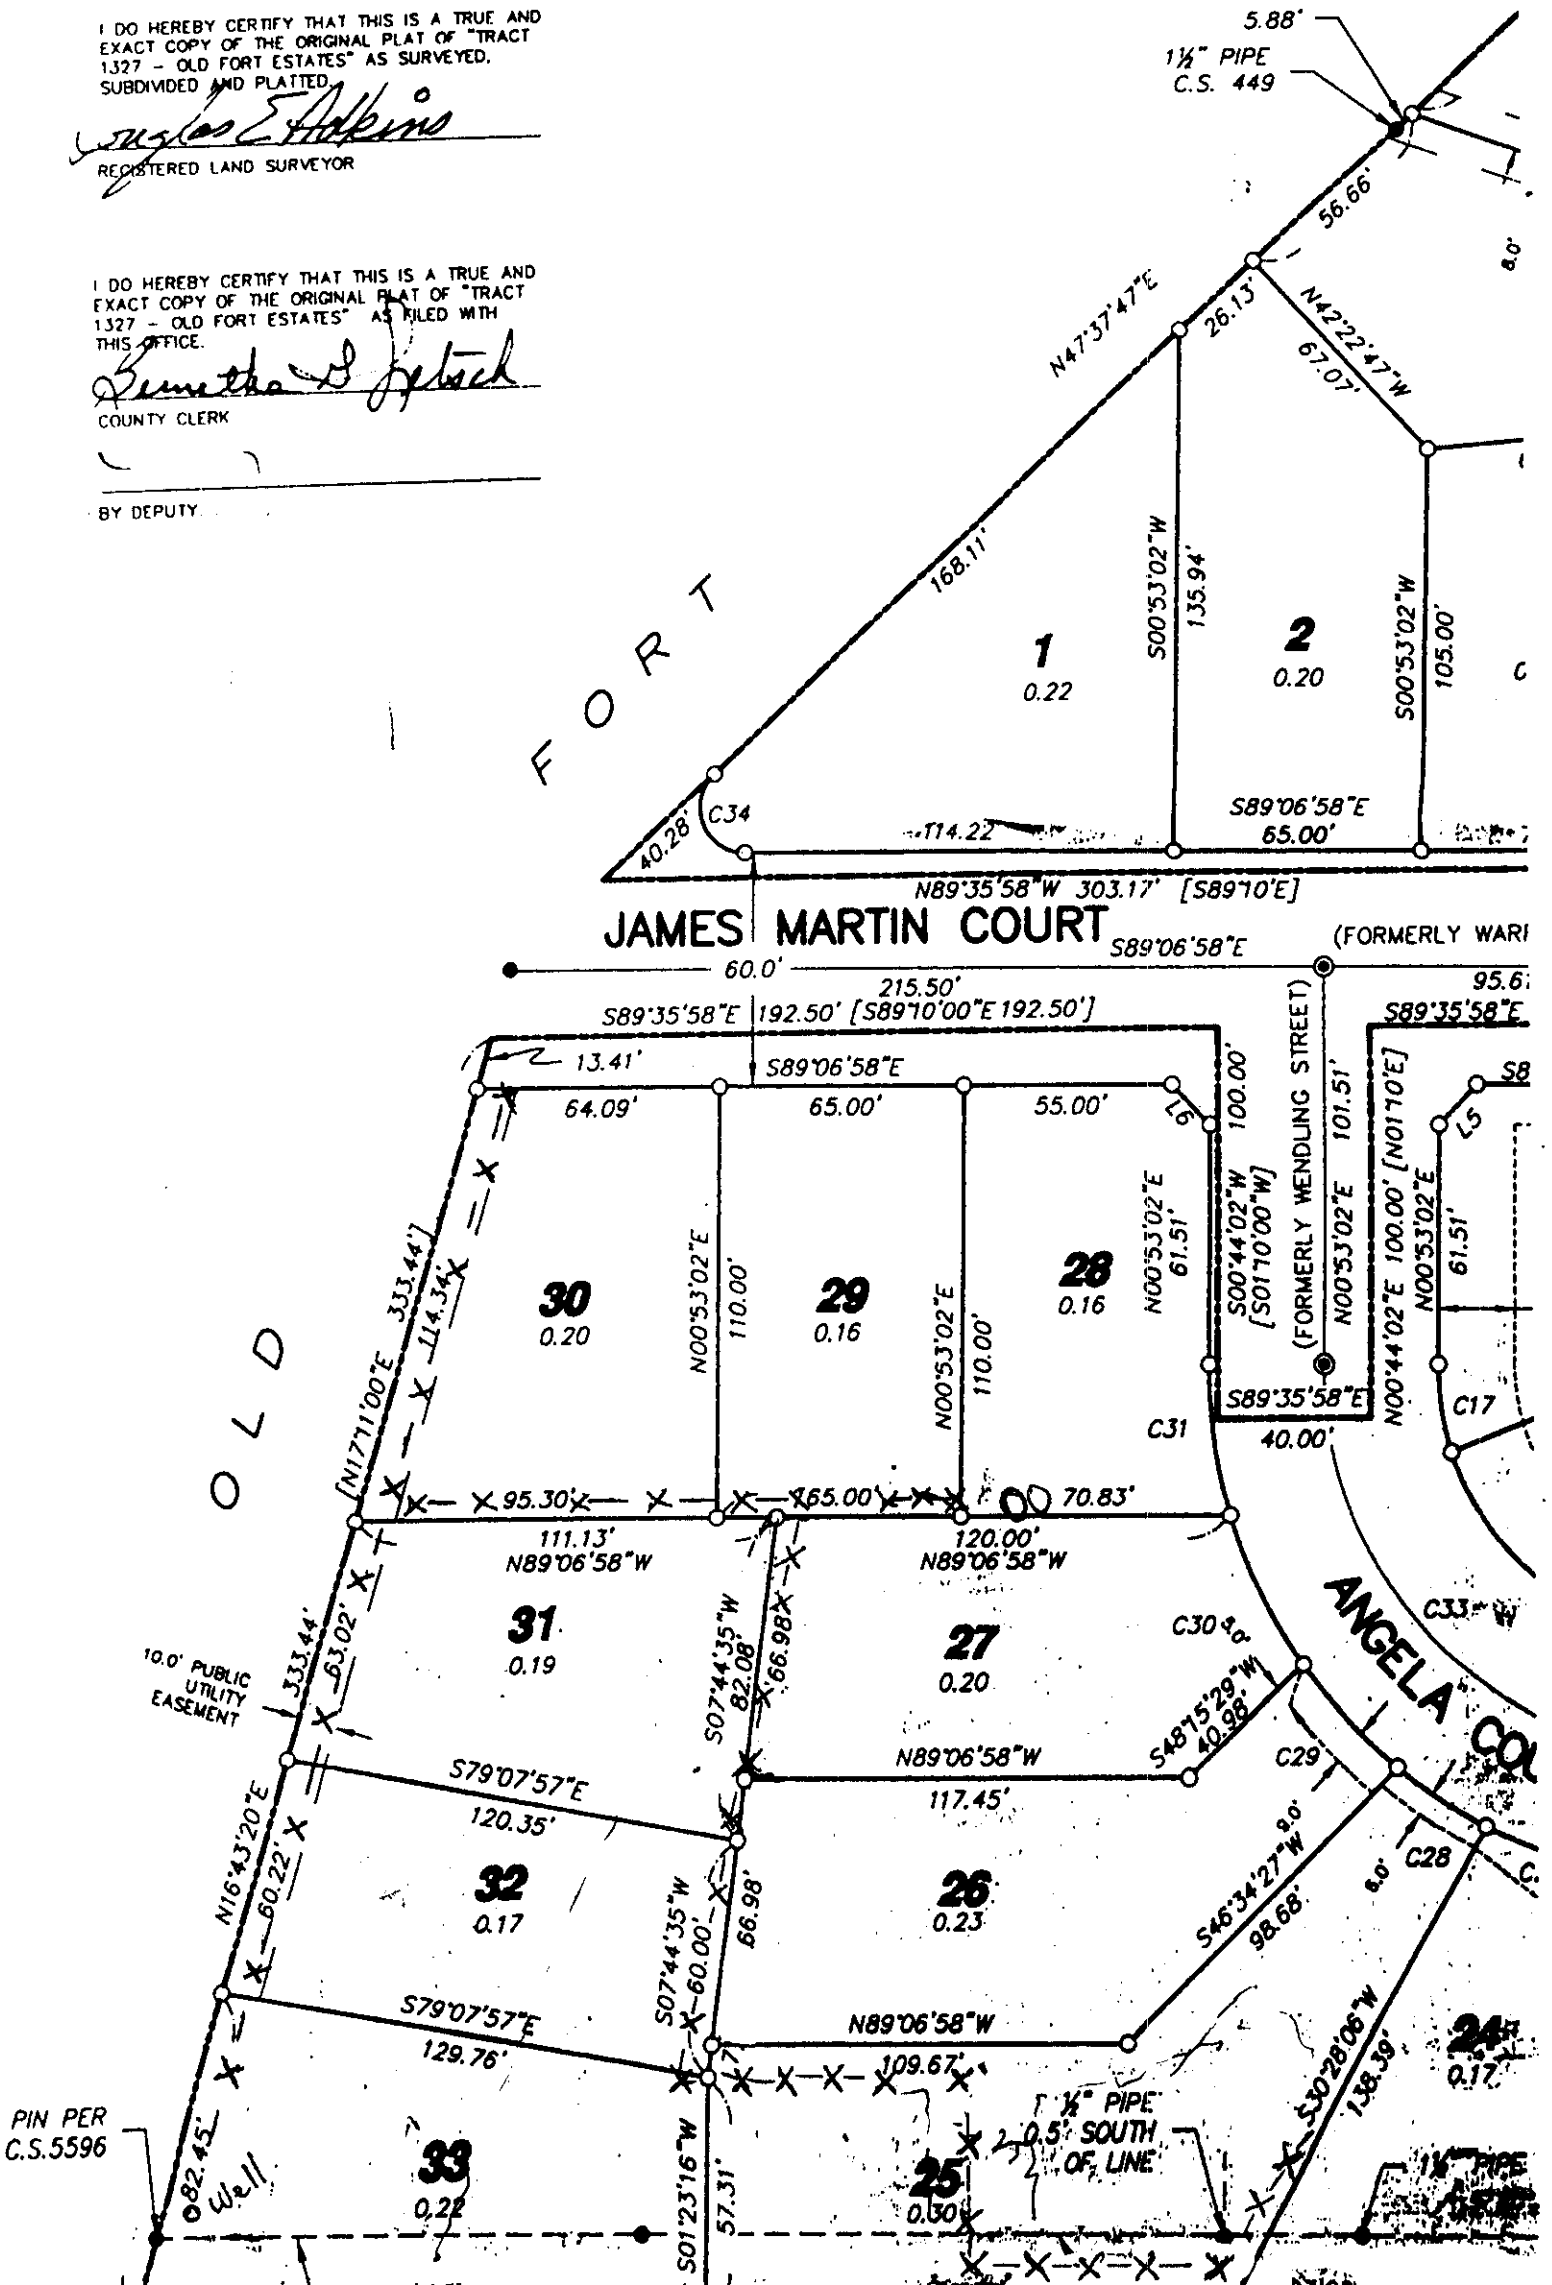 I DO HEREBY CERTIFY THAT THIS IS A TRUE AND
EXACT COPY OF THE ORIGINAL PLAT OF "TRACT
1327 - OLD FORT ESTATES" AS SURVEYED,
SUBDIVIDED AND PLATTED.
REGISTERED LAND SURVEYOR
I DO HEREBY CERTIFY THAT THIS IS A TRUE AND
EXACT COPY OF THE ORIGINAL PLAT OF "TRACT
1327 - OLD FORT ESTATES" AS FILED WITH
THIS OFFICE.
COUNTY CLERK
BY DEPUTY
5.88'
1½" PIPE
C.S. 449
56.66'
8.0'
N47°37'47"E
26.13'
N42°22'47"W
67.07'
168.11'
S00°53'02"W
135.94'
S00°53'02"W
105.00'
1
0.22
2
0.20
OLD FORT
C34
40.28'
114.22
S89°06'58"E
65.00'
N89°35'58"W 303.17' [S89°10'E]
JAMES MARTIN COURT
S89°06'58"E
(FORMERLY WARI
60.0'
215.50'
95.6
S89°35'58"E 192.50' [S89°10'00"E 192.50']
S89°35'58"E
13.41'
S89°06'58"E
64.09'
65.00'
55.00'
L6
L5
S8
100.00'
S00°44'02"W
[S01°10'00"W]
(FORMERLY WENDLING STREET)
N00°53'02"E 101.51'
N00°44'02"E 100.00' [N01°10'E]
N00°53'02"E
61.51'
N00°53'02"E
61.51'
333.44']
[N17°11'00"E
114.34'
30
0.20
N00°53'02"E
110.00'
29
0.16
N00°53'02"E
110.00'
28
0.16
C31
S89°35'58"E
40.00'
C17
95.30'
65.00'
70.83'
111.13'
N89°06'58"W
120.00'
N89°06'58"W
31
0.19
S07°44'35"W
82.08'
66.98'
27
0.20
C30
8.0'
C33
ANGELA COU
10.0' PUBLIC
UTILITY
EASEMENT
333.44'
63.02'
S48°15'29"W
40.98'
C29
N89°06'58"W
117.45'
S79°07'57"E
120.35'
N16°43'20"E
60.22'
32
0.17
S07°44'35"W
60.00'
66.98'
26
0.23
8.0'
S46°34'27"W
98.68'
C28
C
S79°07'57"E
129.76'
N89°06'58"W
109.67'
S30°28'06"W
138.39'
24
0.17
PIN PER
C.S.5596
82.45'
Well
33
0.22
S01°23'16"W
57.31'
25
0.30
½" PIPE
0.5' SOUTH
OF LINE
PIPE